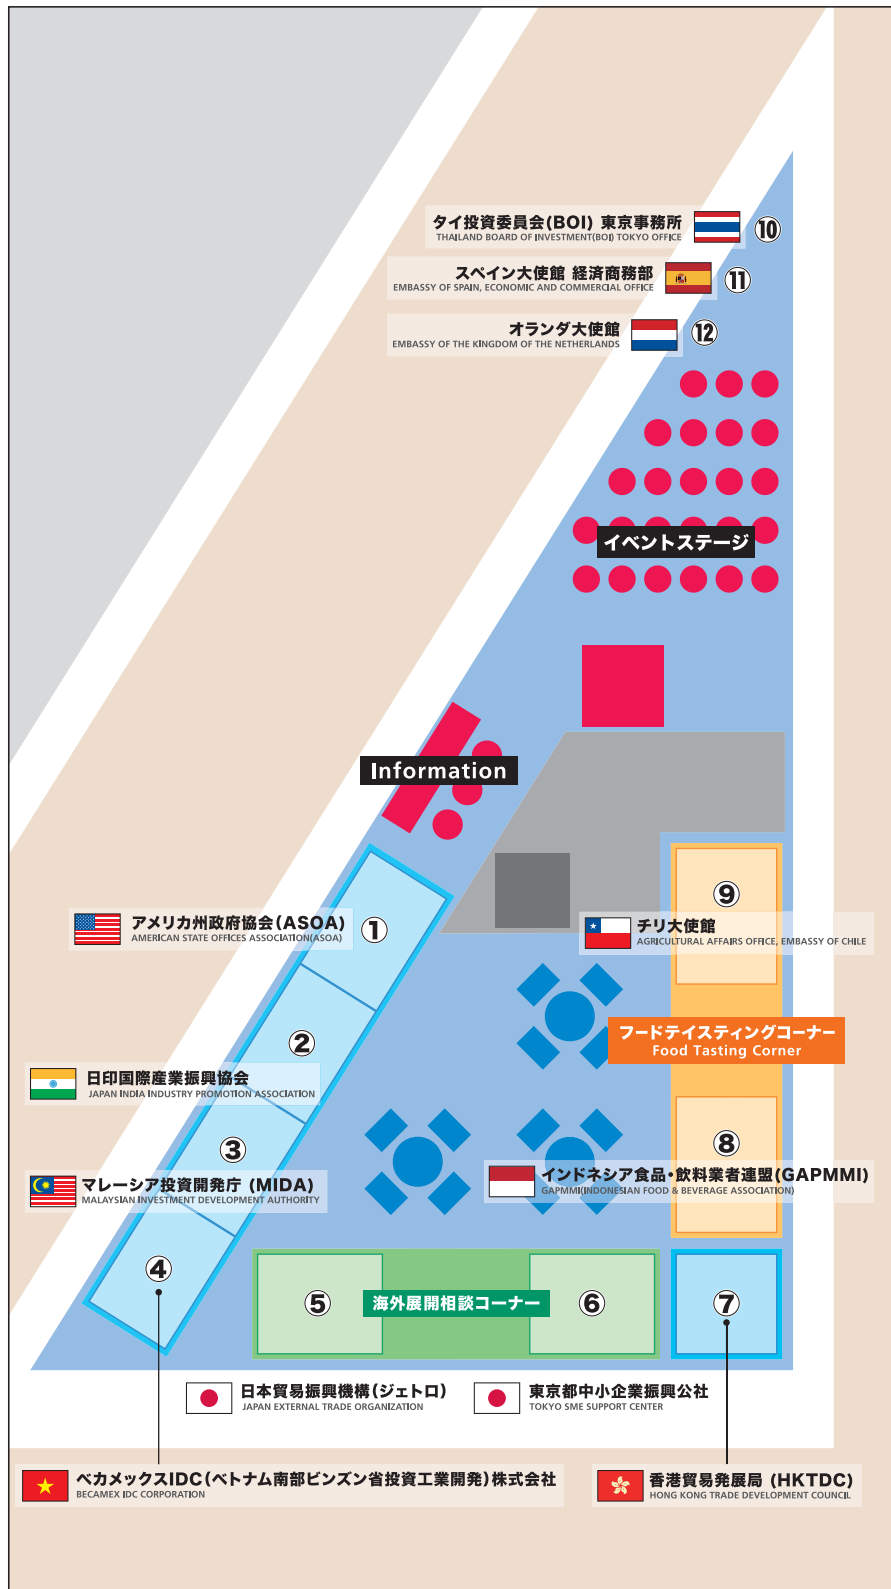 タイ投資委員会(BOI) 東京事務所
THAILAND BOARD OF INVESTMENT(BOI) TOKYO OFFICE
⑩
スペイン大使館 経済商務部
EMBASSY OF SPAIN, ECONOMIC AND COMMERCIAL OFFICE
⑪
オランダ大使館
EMBASSY OF THE KINGDOM OF THE NETHERLANDS
⑫
イベントステージ
Information
アメリカ州政府協会(ASOA)
AMERICAN STATE OFFICES ASSOCIATION(ASOA)
①
⑨
チリ大使館
AGRICULTURAL AFFAIRS OFFICE, EMBASSY OF CHILE
フードテイスティングコーナー
Food Tasting Corner
②
日印国際産業振興協会
JAPAN INDIA INDUSTRY PROMOTION ASSOCIATION
③
マレーシア投資開発庁 (MIDA)
MALAYSIAN INVESTMENT DEVELOPMENT AUTHORITY
⑧
インドネシア食品・飲料業者連盟(GAPMMI)
GAPMMI(INDONESIAN FOOD & BEVERAGE ASSOCIATION)
④
⑤
海外展開相談コーナー
⑥
⑦
日本貿易振興機構(ジェトロ)
JAPAN EXTERNAL TRADE ORGANIZATION
東京都中小企業振興公社
TOKYO SME SUPPORT CENTER
ベカメックスIDC(ベトナム南部ビンズン省投資工業開発)株式会社
BECAMEX IDC CORPORATION
香港貿易発展局 (HKTDC)
HONG KONG TRADE DEVELOPMENT COUNCIL